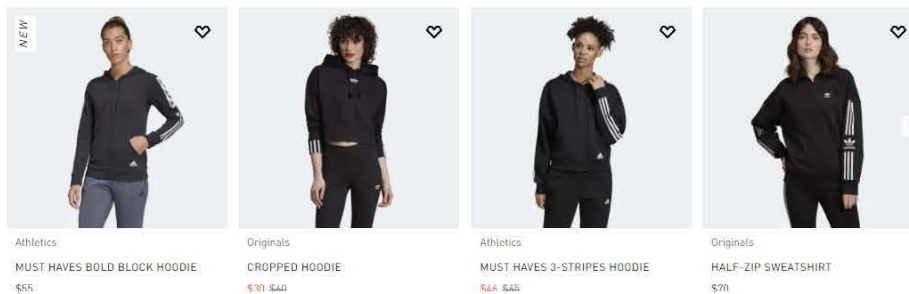 NEW
Athletics
MUST HAVES BOLD BLOCK HOODIE
$55
Originals
CROPPED HOODIE
$30 $60
Athletics
MUST HAVES 3-STRIPES HOODIE
$46 $65
Originals
HALF-ZIP SWEATSHIRT
$70